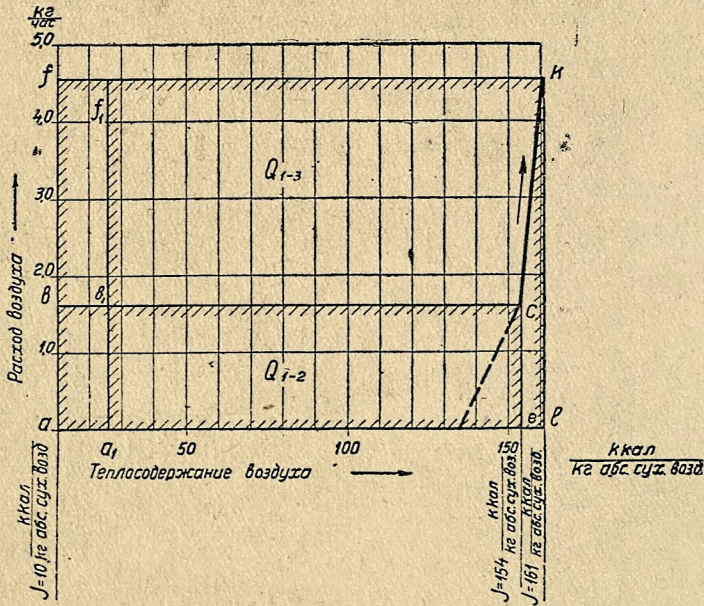 кг
час
5,0
f
к
f₁
4,0
Q₁₋₃
3,0
2,0
в
в₁
с
1,0
Q₁₋₂
а
е
l
а₁
50
100
150
Расход воздуха
Теплосодержание воздуха
ккал
кг абс. сух. возд.
J=10 ккал
кг абс. сух. возд
J=154 ккал
кг абс. сух. возд.
J=161 ккал
кг абс. сух. возд.